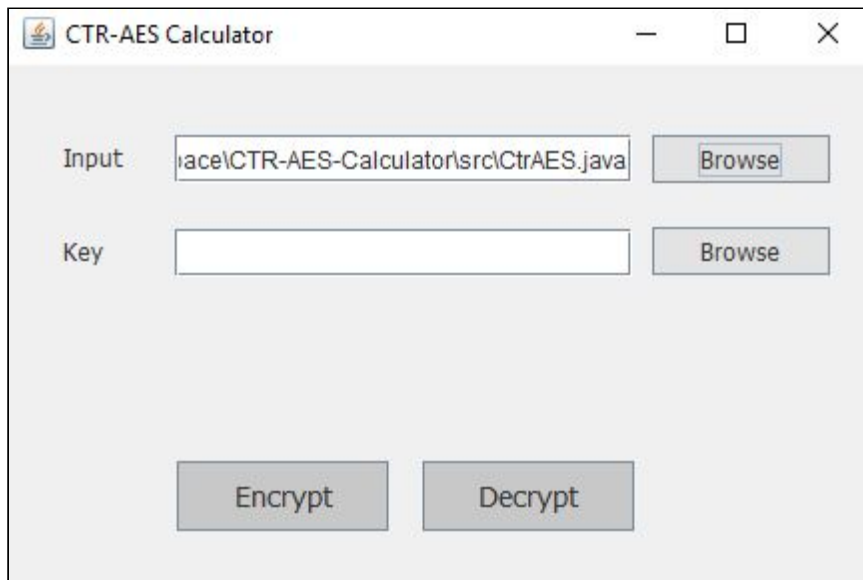 CTR-AES Calculator
Input ace\CTR-AES-Calculator\src\CtrAES.java Browse
Key Browse
Encrypt Decrypt